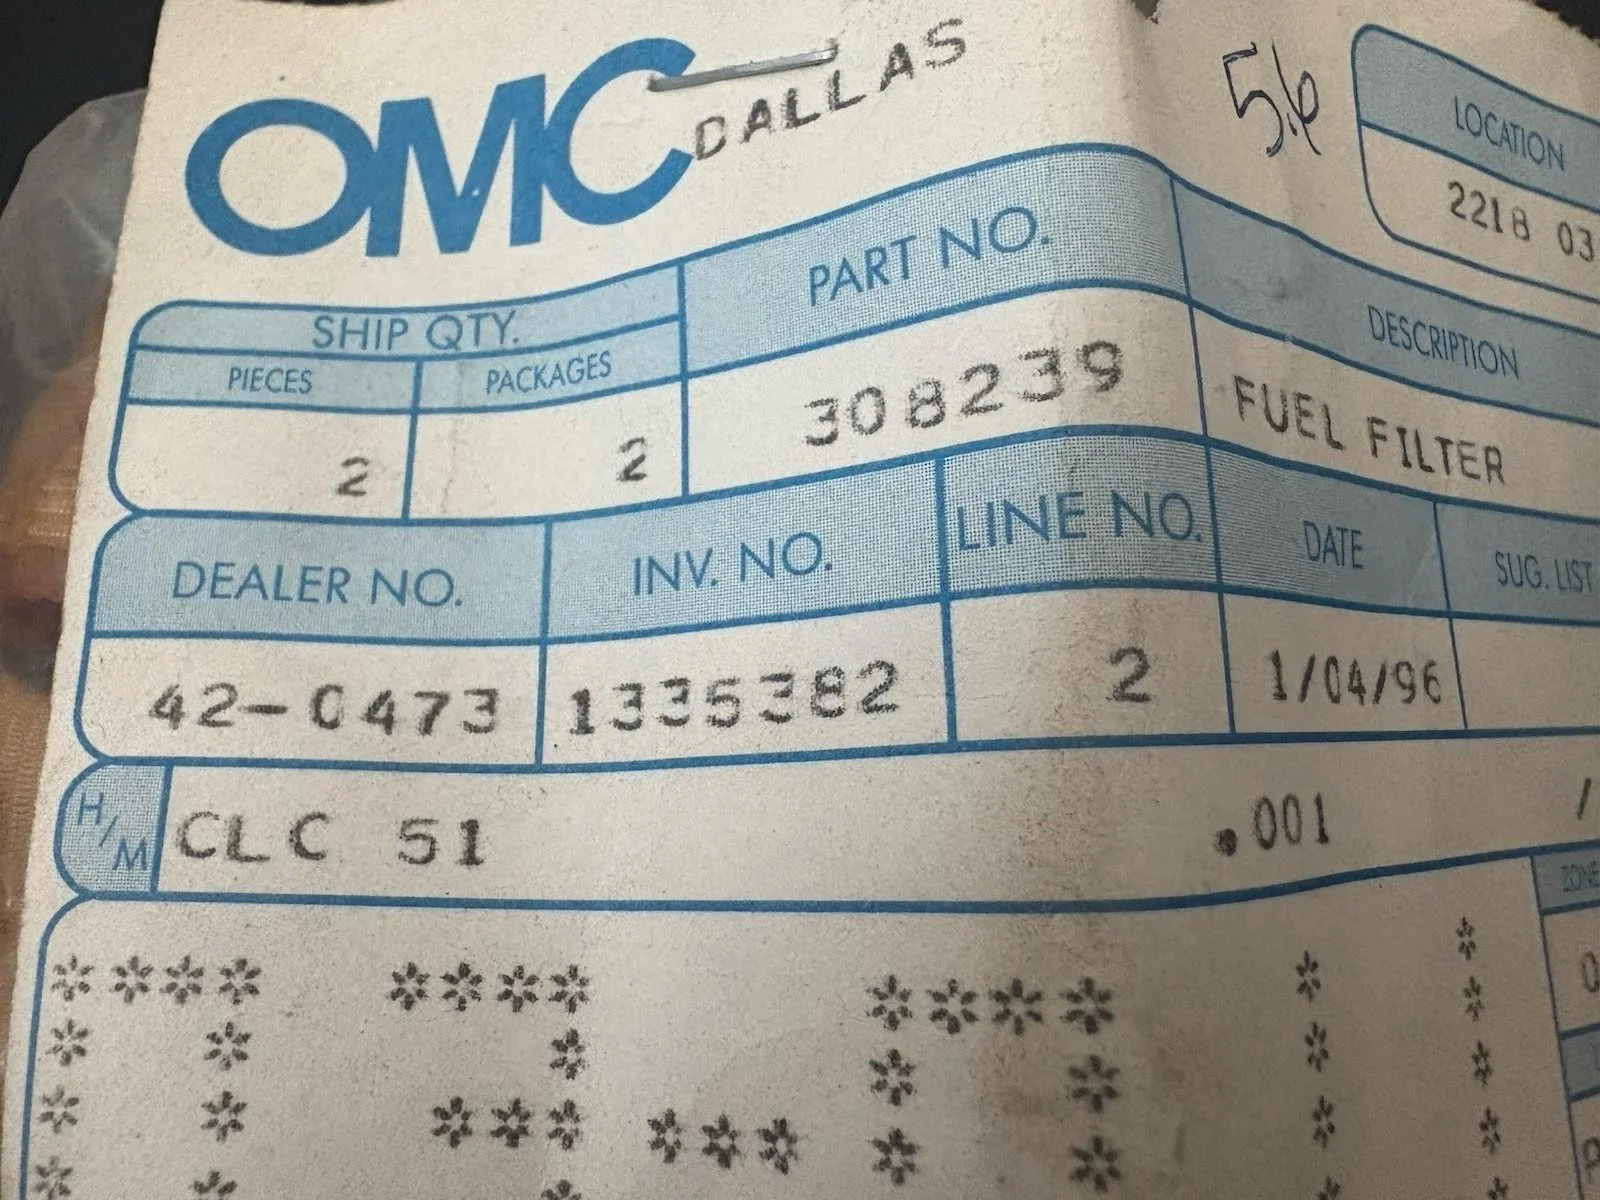 OMC
DALLAS
5.6
LOCATION
2218 03
SHIP QTY.
PIECES
PACKAGES
PART NO.
DESCRIPTION
2
2
308239
FUEL FILTER
DEALER NO.
INV. NO.
LINE NO.
DATE
SUG. LIST
42-0473
1335382
2
1/04/96
H/M
CLC 51
.001
/
**** **** **** * *
* * * * * * *
* * *** *** * * * *